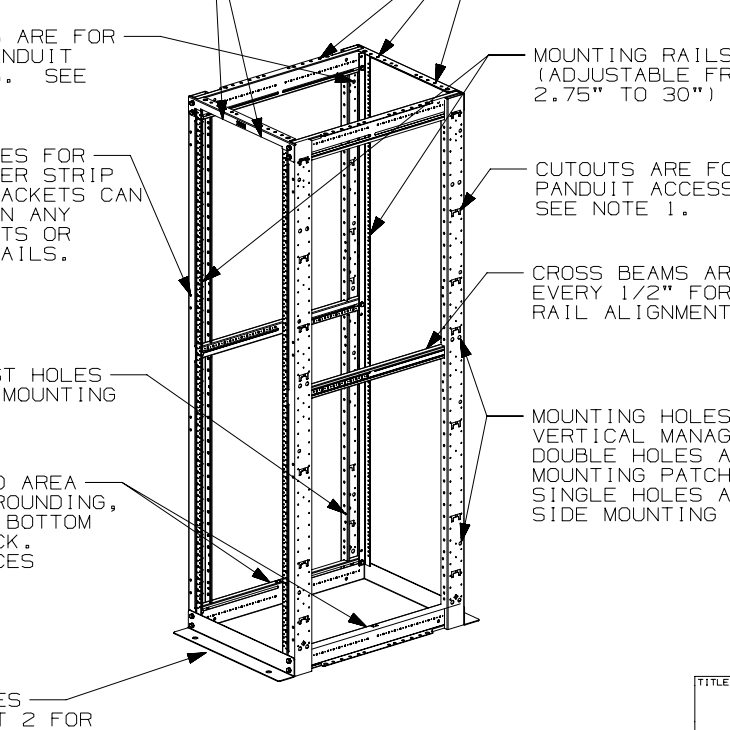 ARE FOR
NDUIT
SEE
ES FOR
ER STRIP
ACKETS CAN
N ANY
TS OR
AILS.
ST HOLES
MOUNTING
D AREA
ROUNDING,
BOTTOM
CK.
CES
ES
T 2 FOR
MOUNTING RAILS
(ADJUSTABLE FR
2.75" TO 30")
CUTOUTS ARE FO
PANDUIT ACCESS
SEE NOTE 1.
CROSS BEAMS AR
EVERY 1/2" FOR
RAIL ALIGNMENT
MOUNTING HOLES
VERTICAL MANAG
DOUBLE HOLES A
MOUNTING PATCH
SINGLE HOLES A
SIDE MOUNTING
TITLE